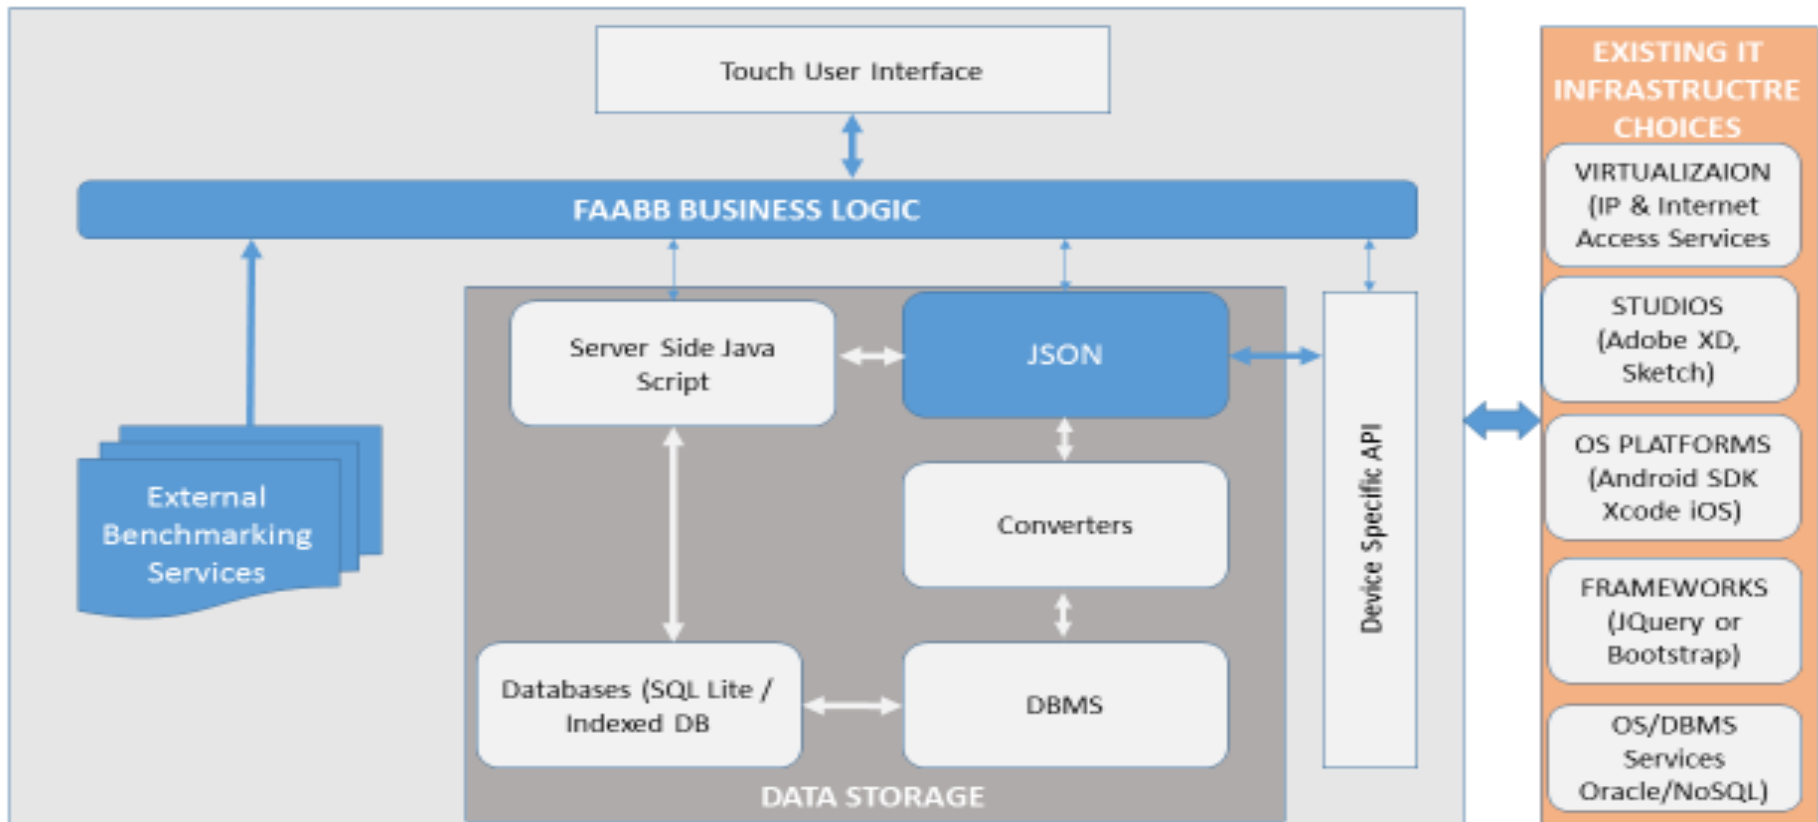 Touch User Interface
FAABB BUSINESS LOGIC
Server Side Java
Script
JSON
External
Benchmarking
Services
Converters
Device Specific API
Databases (SQL Lite /
Indexed DB
DBMS
DATA STORAGE
EXISTING IT
INFRASTRUCTRE
CHOICES
VIRTUALIZAION
(IP & Internet
Access Services
STUDIOS
(Adobe XD,
Sketch)
OS PLATFORMS
(Android SDK
Xcode iOS)
FRAMEWORKS
(JQuery or
Bootstrap)
OS/DBMS
Services
Oracle/NoSQL)